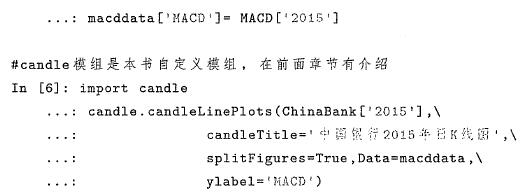 ...: macddata['MACD']= MACD['2015']
#candle模组是本书自定义模组，在前面章节有介绍
In [6]: import candle
...: candle.candleLinePlots(ChinaBank['2015'],\
...: candleTitle='中国银行2015年日K线图',\
...: splitFigures=True,Data=macddata,\
...: ylabel='MACD')